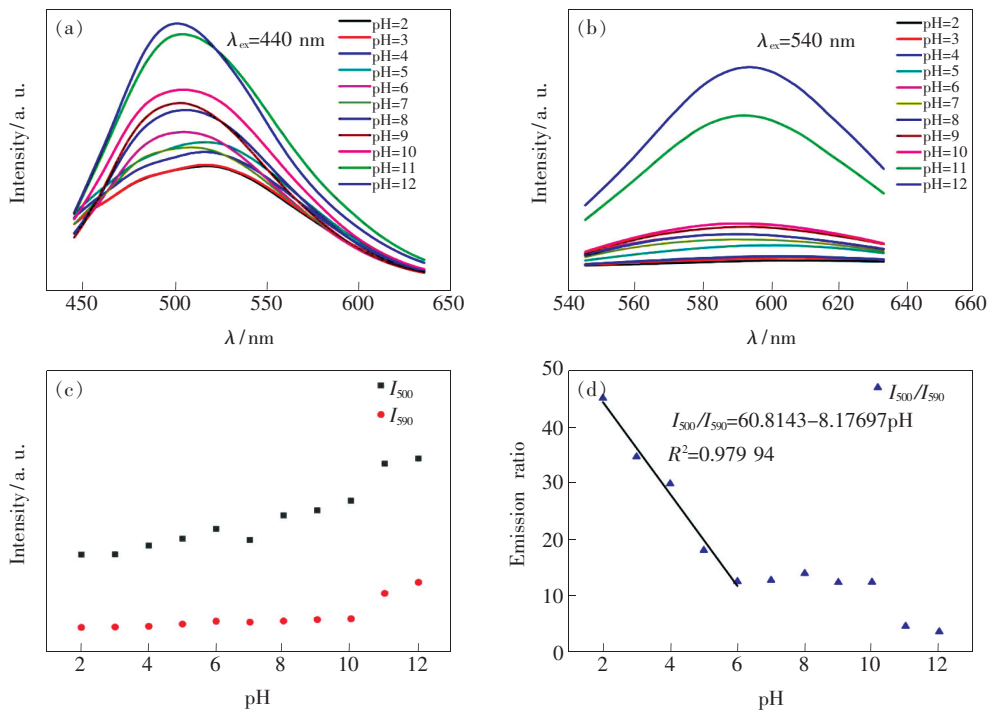 (a)
λex=440 nm
pH=2
pH=3
pH=4
pH=5
pH=6
pH=7
pH=8
pH=9
pH=10
pH=11
pH=12
Intensity/a. u.
450 500 550 600 650
λ/nm
(b)
λex=540 nm
pH=2
pH=3
pH=4
pH=5
pH=6
pH=7
pH=8
pH=9
pH=10
pH=11
pH=12
Intensity/a. u.
540 560 580 600 620 640 660
λ/nm
(c)
I500
I590
Intensity/a. u.
2 4 6 8 10 12
pH
(d)
I500/I590
I500/I590=60.8143−8.17697pH
R²=0.979 94
Emission ratio
50
40
30
20
10
0
2 4 6 8 10 12
pH